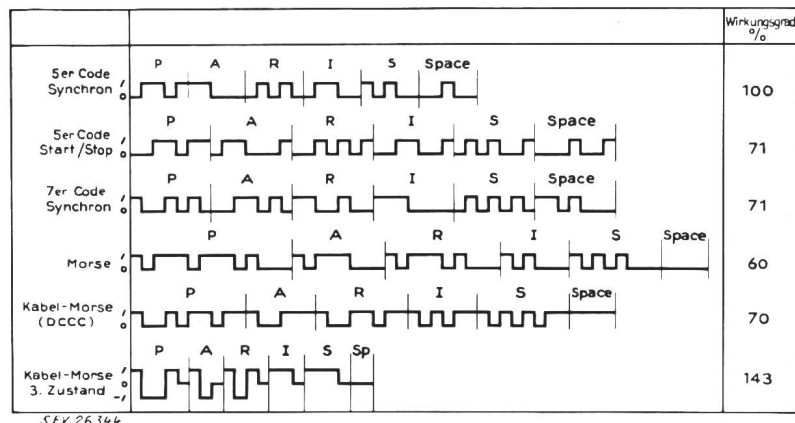 Wirkungsgrad
%
P A R I S Space
5er Code
Synchron
1
0
100
P A R I S Space
5er Code
Start/Stop
1
0
71
P A R I S Space
7er Code
Synchron
1
0
71
P A R I S Space
Morse
1
0
60
P A R I S Space
Kabel-Morse
(DCCC)
1
0
70
P A R I S Sp
Kabel-Morse
3. Zustand
1
0
-1
143
SEV 26344